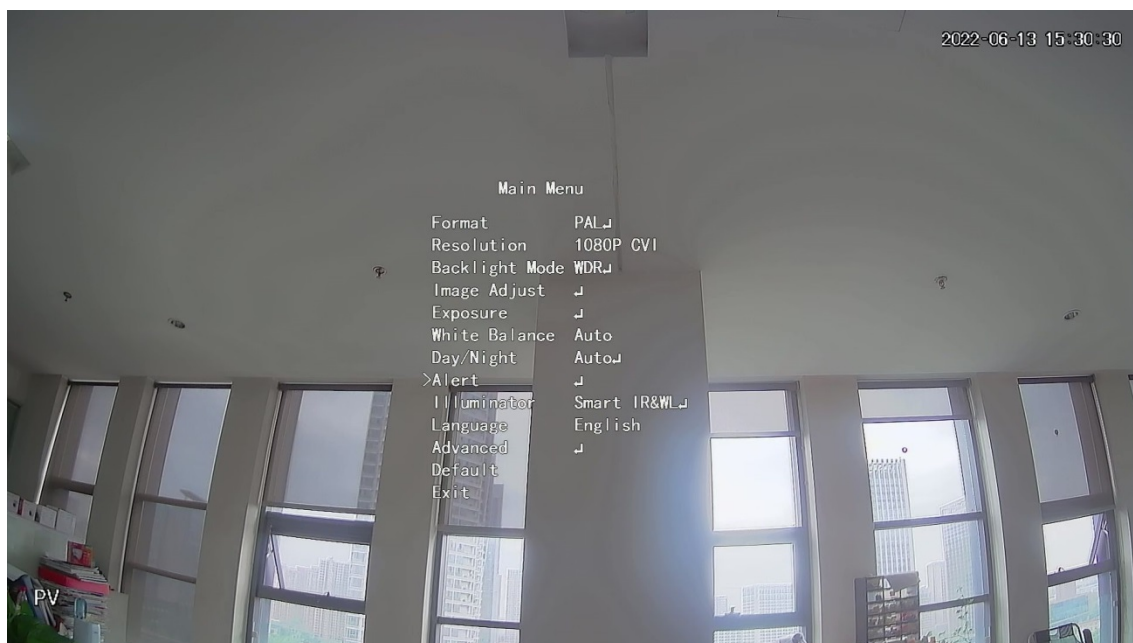 2022-06-13 15:30:30
Main Menu
Format PAL↵
Resolution 1080P CVI
Backlight Mode WDR↵
Image Adjust ↵
Exposure ↵
White Balance Auto
Day/Night Auto↵
>Alert ↵
Illuminator Smart IR&WL↵
Language English
Advanced ↵
Default
Exit
PV